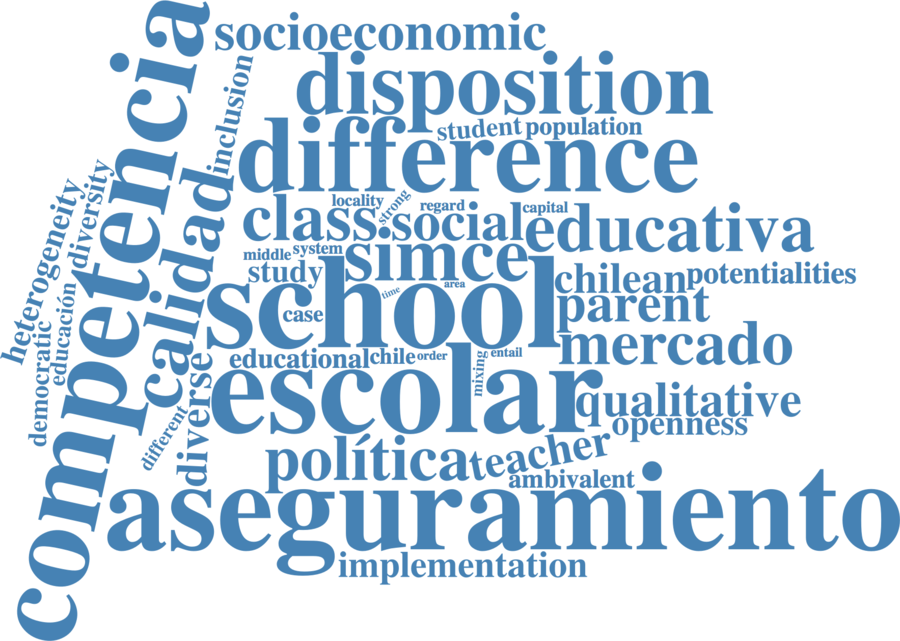 socioeconomic
competencia
inclusion
disposition
student population
difference
heterogeneity
diversity
calidad
locality
strong
regard
capital
class
social
educativa
middle
system
simce
study
chilean
potentialities
time
area
school
case
parent
educación
democratic
mercado
educational
chile
order
mixing
entail
diverse
different
escolar
qualitative
openness
política
teacher
ambivalent
aseguramiento
implementation